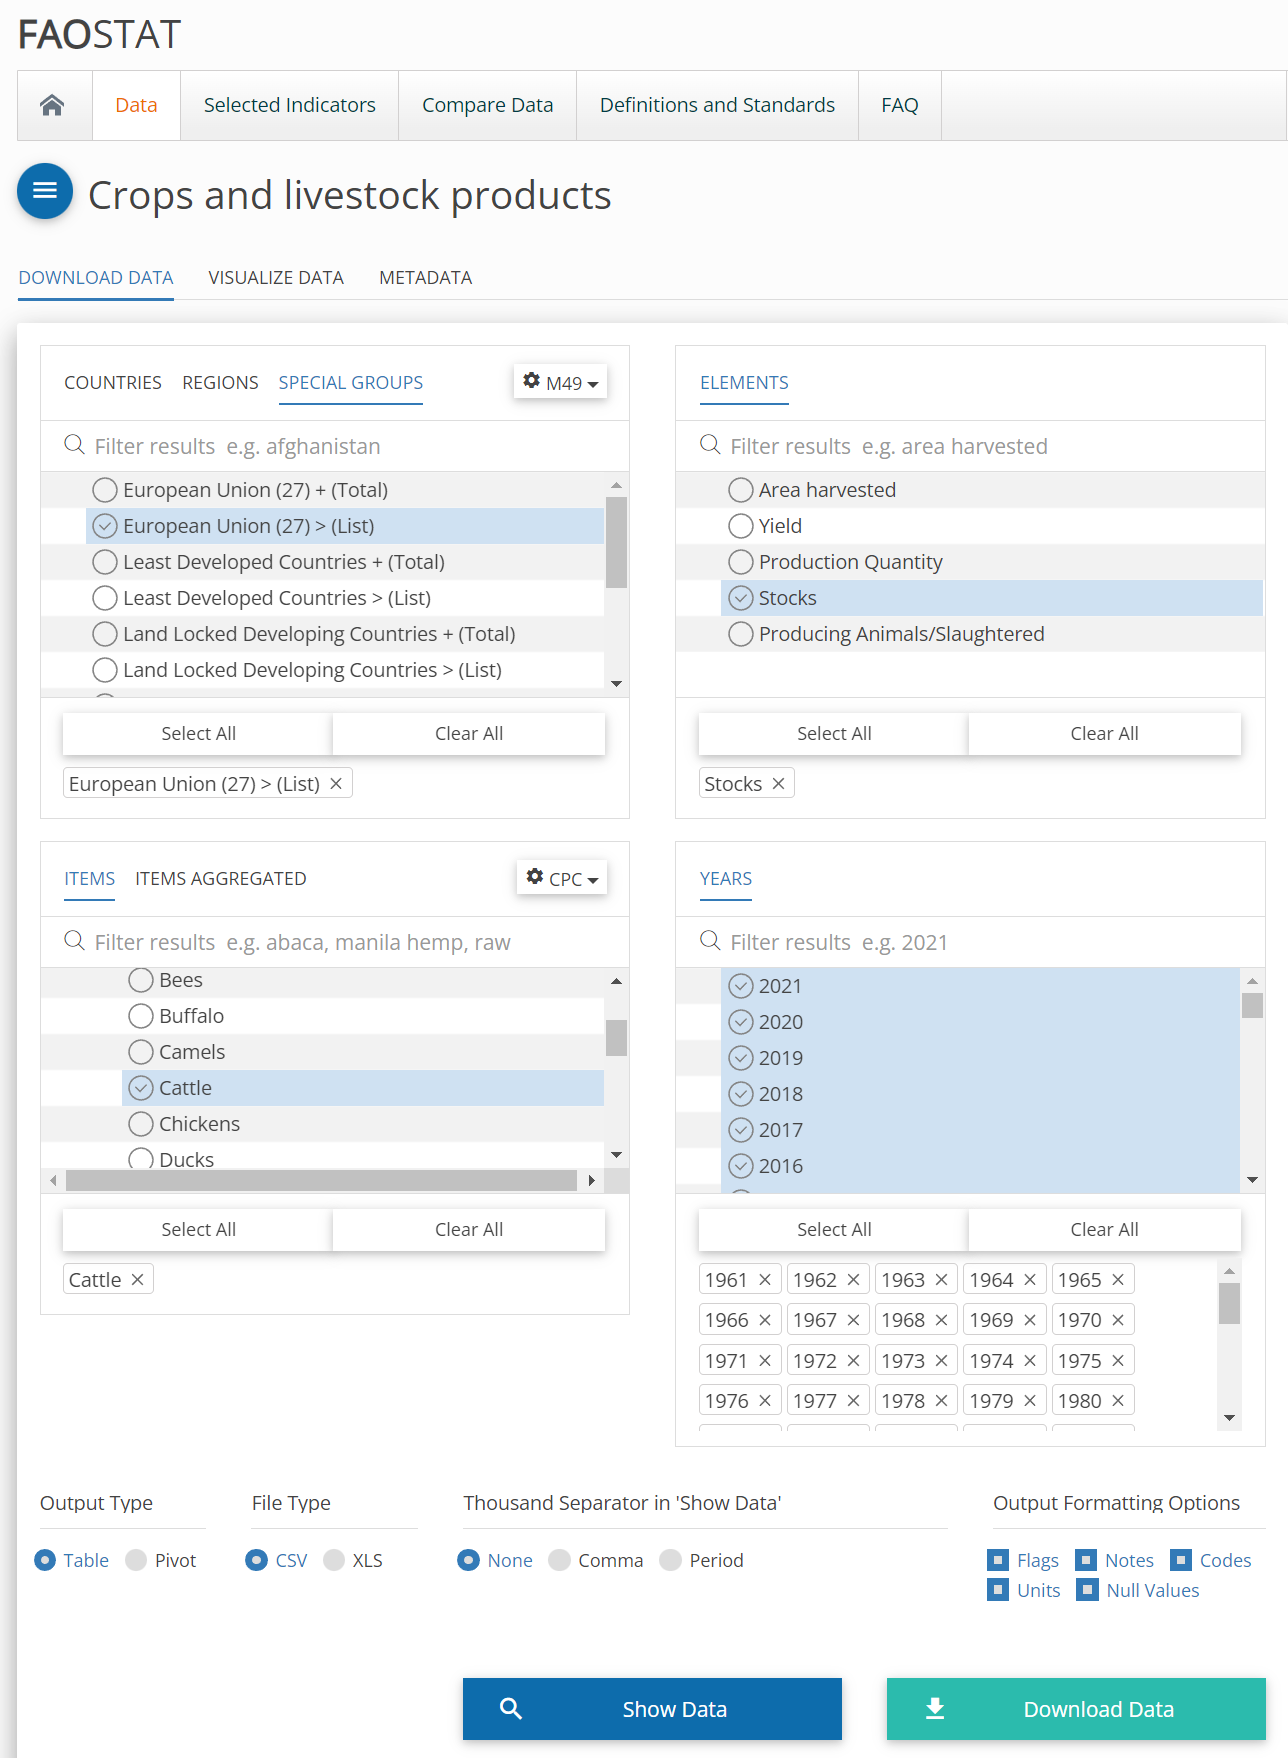 FAOSTAT
Data
Selected Indicators
Compare Data
Definitions and Standards
FAQ
Crops and livestock products
DOWNLOAD DATA
VISUALIZE DATA
METADATA
COUNTRIES REGIONS SPECIAL GROUPS
M49
Filter results e.g. afghanistan
European Union (27) + (Total)
European Union (27) > (List)
Least Developed Countries + (Total)
Least Developed Countries > (List)
Land Locked Developing Countries + (Total)
Land Locked Developing Countries > (List)
Select All
Clear All
European Union (27) > (List) ×
ELEMENTS
Filter results e.g. area harvested
Area harvested
Yield
Production Quantity
Stocks
Producing Animals/Slaughtered
Select All
Clear All
Stocks ×
ITEMS ITEMS AGGREGATED
CPC
Filter results e.g. abaca, manila hemp, raw
Bees
Buffalo
Camels
Cattle
Chickens
Ducks
Select All
Clear All
Cattle ×
YEARS
Filter results e.g. 2021
2021
2020
2019
2018
2017
2016
Select All
Clear All
1961 × 1962 × 1963 × 1964 × 1965 ×
1966 × 1967 × 1968 × 1969 × 1970 ×
1971 × 1972 × 1973 × 1974 × 1975 ×
1976 × 1977 × 1978 × 1979 × 1980 ×
Output Type
Table Pivot
File Type
CSV XLS
Thousand Separator in 'Show Data'
None Comma Period
Output Formatting Options
Flags Notes Codes
Units Null Values
Show Data
Download Data